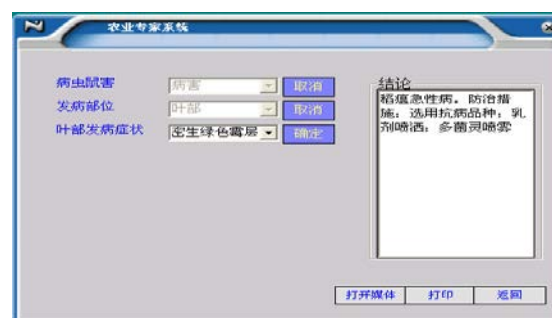 农业专家系统
病虫鼠害
病害
取消
发病部位
叶部
取消
叶部发病症状
密生绿色霉层
确定
结论
稻瘟急性病。防治措
施：选用抗病品种；乳
剂喷洒；多菌灵喷雾
打开媒体
打印
返回